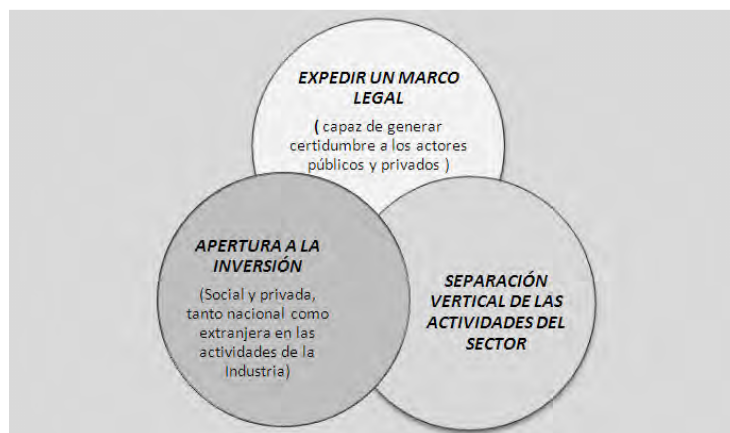 EXPEDIR UN MARCO
LEGAL
( capaz de generar
certidumbre a los actores
públicos y privados )
APERTURA A LA
INVERSIÓN
(Social y privada,
tanto nacional como
extranjera en las
actividades de la
Industria)
SEPARACIÓN
VERTICAL DE LAS
ACTIVIDADES DEL
SECTOR